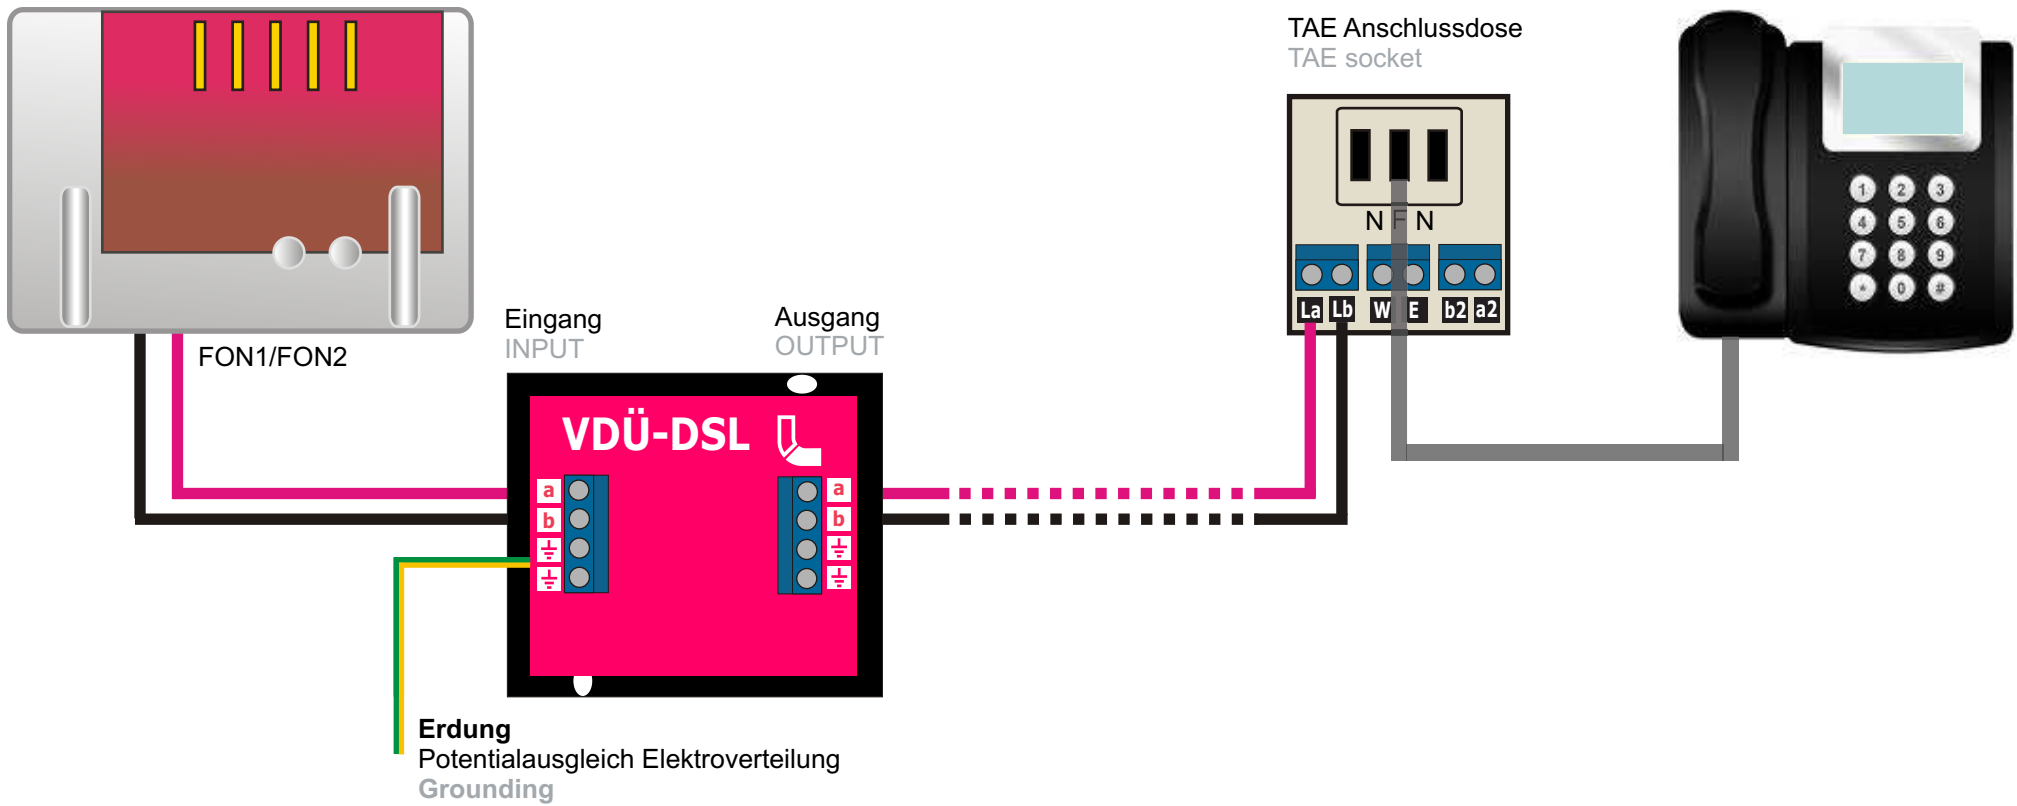 TAE Anschlussdose
TAE socket
N F N
La Lb W E b2 a2
1 2 3
4 5 6
7 8 9
* 0 #
FON1/FON2
Eingang
INPUT
Ausgang
OUTPUT
VDÜ-DSL
a a
b b
Erdung
Potentialausgleich Elektroverteilung
Grounding